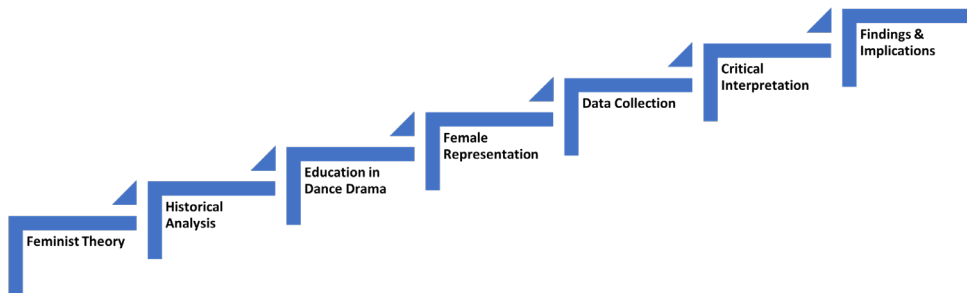 Feminist Theory
Historical
Analysis
Education in
Dance Drama
Female
Representation
Data Collection
Critical
Interpretation
Findings &
Implications